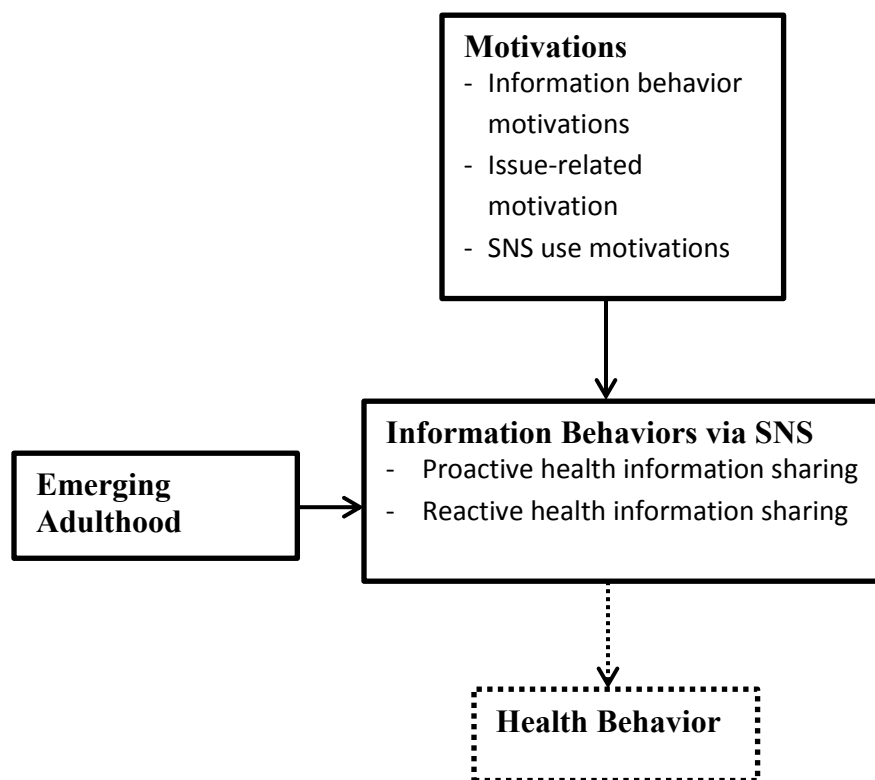 Motivations
- Information behavior
motivations
- Issue-related
motivation
- SNS use motivations
Information Behaviors via SNS
- Proactive health information sharing
- Reactive health information sharing
Emerging
Adulthood
Health Behavior